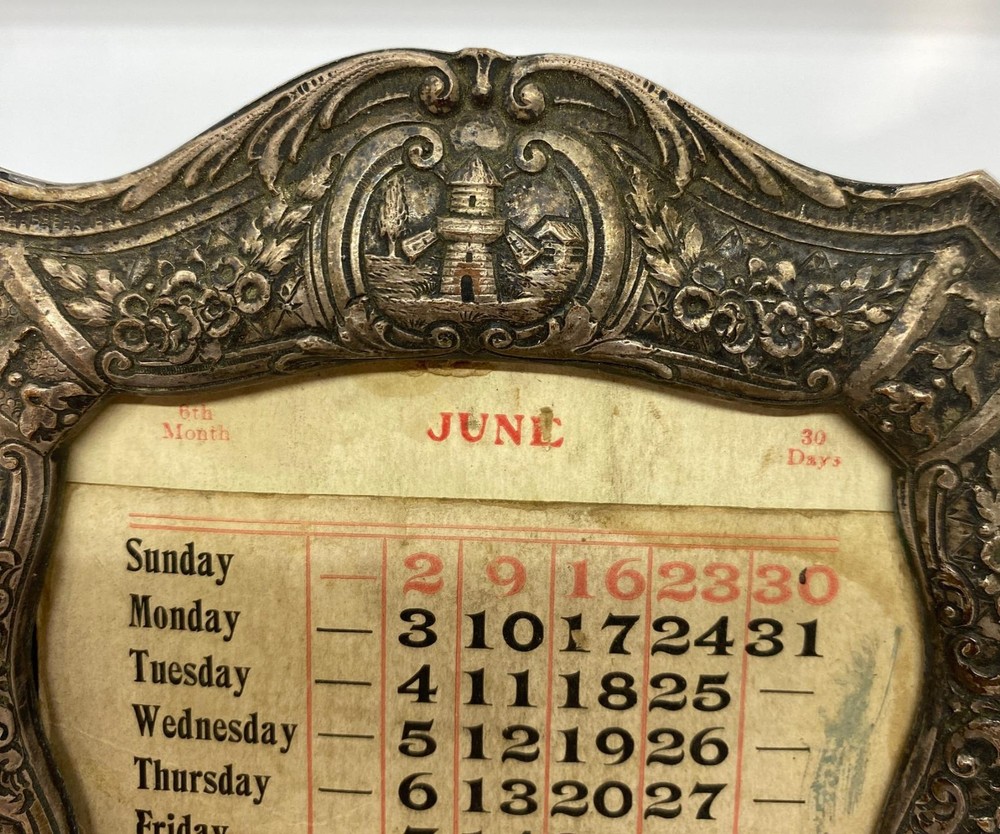 6th
Month
JUNE
30
Days
Sunday — 2 9 16 23 30
Monday — 3 10 17 24 31
Tuesday — 4 11 18 25 —
Wednesday — 5 12 19 26 —
Thursday — 6 13 20 27 —
Friday